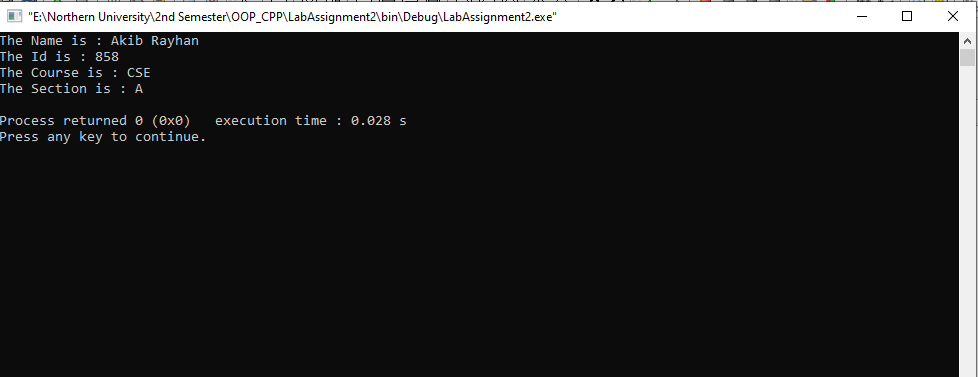 "E:\Northern University\2nd Semester\OOP_CPP\LabAssignment2\bin\Debug\LabAssignment2.exe"
The Name is : Akib Rayhan
The Id is : 858
The Course is : CSE
The Section is : A
Process returned 0 (0x0)   execution time : 0.028 s
Press any key to continue.